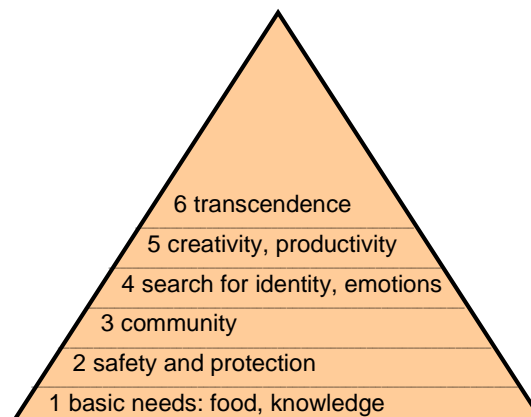 6 transcendence
5 creativity, productivity
4 search for identity, emotions
3 community
2 safety and protection
1 basic needs: food, knowledge